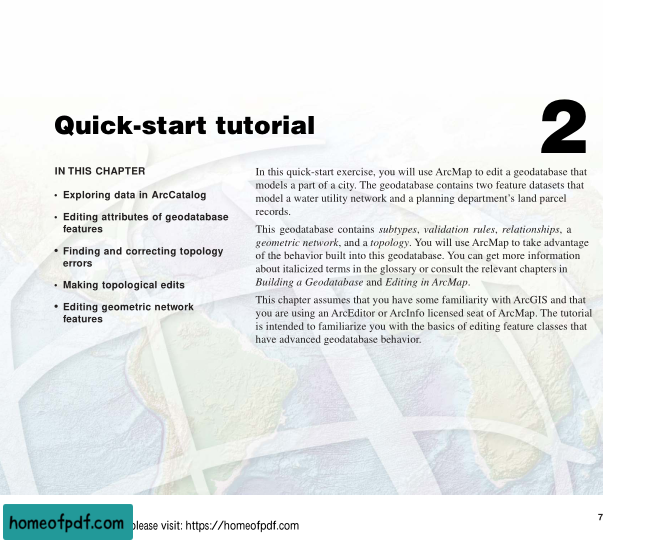 Quick-start tutorial
2
IN THIS CHAPTER
• Exploring data in ArcCatalog
• Editing attributes of geodatabase
features
• Finding and correcting topology
errors
• Making topological edits
• Editing geometric network
features
In this quick-start exercise, you will use ArcMap to edit a geodatabase that
models a part of a city. The geodatabase contains two feature datasets that
model a water utility network and a planning department's land parcel
records.
This geodatabase contains subtypes, validation rules, relationships, a
geometric network, and a topology. You will use ArcMap to take advantage
of the behavior built into this geodatabase. You can get more information
about italicized terms in the glossary or consult the relevant chapters in
Building a Geodatabase and Editing in ArcMap.
This chapter assumes that you have some familiarity with ArcGIS and that
you are using an ArcEditor or ArcInfo licensed seat of ArcMap. The tutorial
is intended to familiarize you with the basics of editing feature classes that
have advanced geodatabase behavior.
7
homeofpdf.com please visit: https://homeofpdf.com